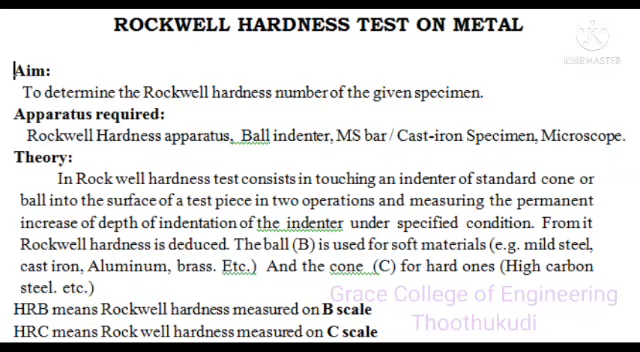 ROCKWELL HARDNESS TEST ON METAL
KINEMASTER
Aim:
To determine the Rockwell hardness number of the given specimen.
Apparatus required:
Rockwell Hardness apparatus, Ball indenter, MS bar / Cast-iron Specimen, Microscope.
Theory:
In Rock well hardness test consists in touching an indenter of standard cone or
ball into the surface of a test piece in two operations and measuring the permanent
increase of depth of indentation of the indenter under specified condition. From it
Rockwell hardness is deduced. The ball (B) is used for soft materials (e.g. mild steel,
cast iron, Aluminum, brass. Etc.) And the cone (C) for hard ones (High carbon
steel. etc.)
Grace College of Engineering
HRB means Rockwell hardness measured on B scale
Thoothukudi
HRC means Rock well hardness measured on C scale